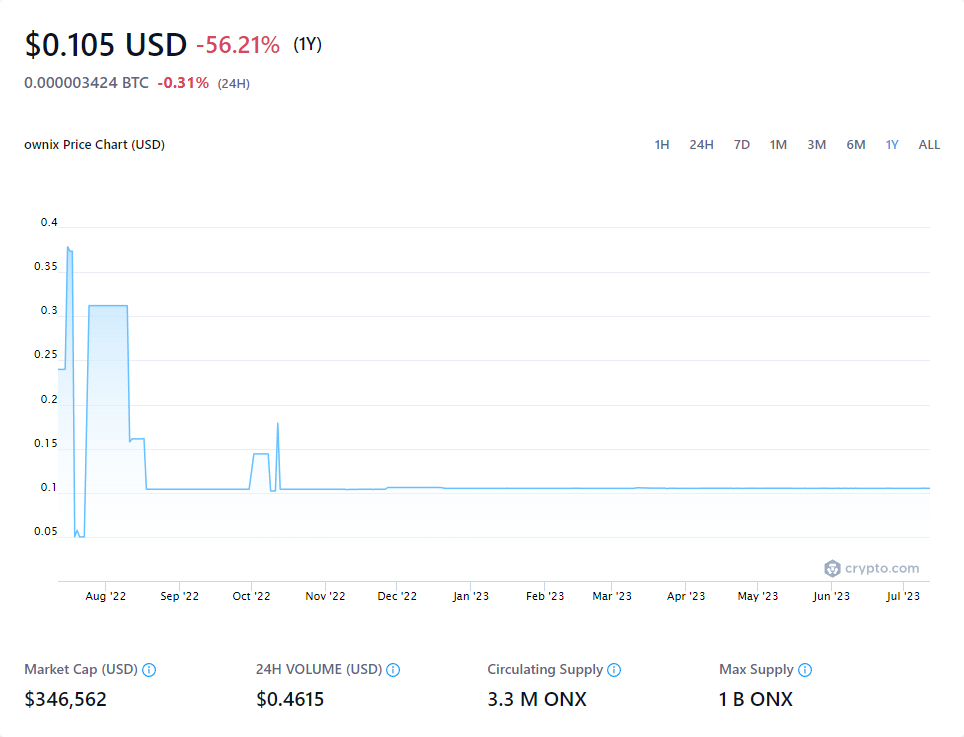 $0.105 USD -56.21% (1Y)
0.000003424 BTC -0.31% (24H)
ownix Price Chart (USD) 1H 24H 7D 1M 3M 6M 1Y ALL
0.4
0.35
0.3
0.25
0.2
0.15
0.1
0.05
crypto.com
Aug '22 Sep '22 Oct '22 Nov '22 Dec '22 Jan '23 Feb '23 Mar '23 Apr '23 May '23 Jun '23 Jul '23
Market Cap (USD) 24H VOLUME (USD) Circulating Supply Max Supply
$346,562 $0.4615 3.3 M ONX 1 B ONX